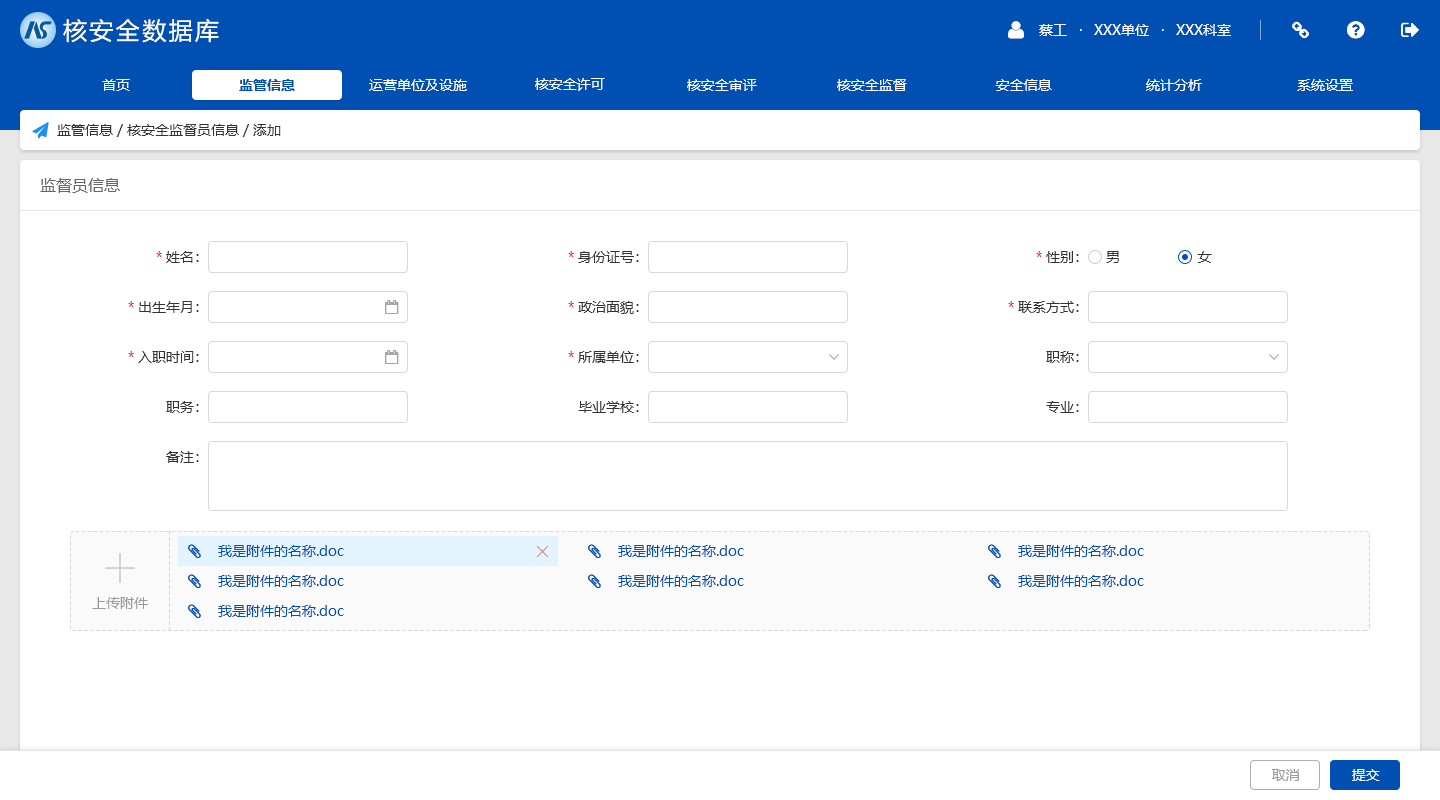 核安全数据库
蔡工 · XXX单位 · XXX科室
首页 监管信息 运营单位及设施 核安全许可 核安全审评 核安全监督 安全信息 统计分析 系统设置
监管信息 / 核安全监督员信息 / 添加
监督员信息
* 姓名: * 身份证号: * 性别: 男 女
* 出生年月: * 政治面貌: * 联系方式:
* 入职时间: * 所属单位: 职称:
职务: 毕业学校: 专业:
备注:
我是附件的名称.doc 我是附件的名称.doc 我是附件的名称.doc
我是附件的名称.doc 我是附件的名称.doc 我是附件的名称.doc
上传附件 我是附件的名称.doc
取消 提交